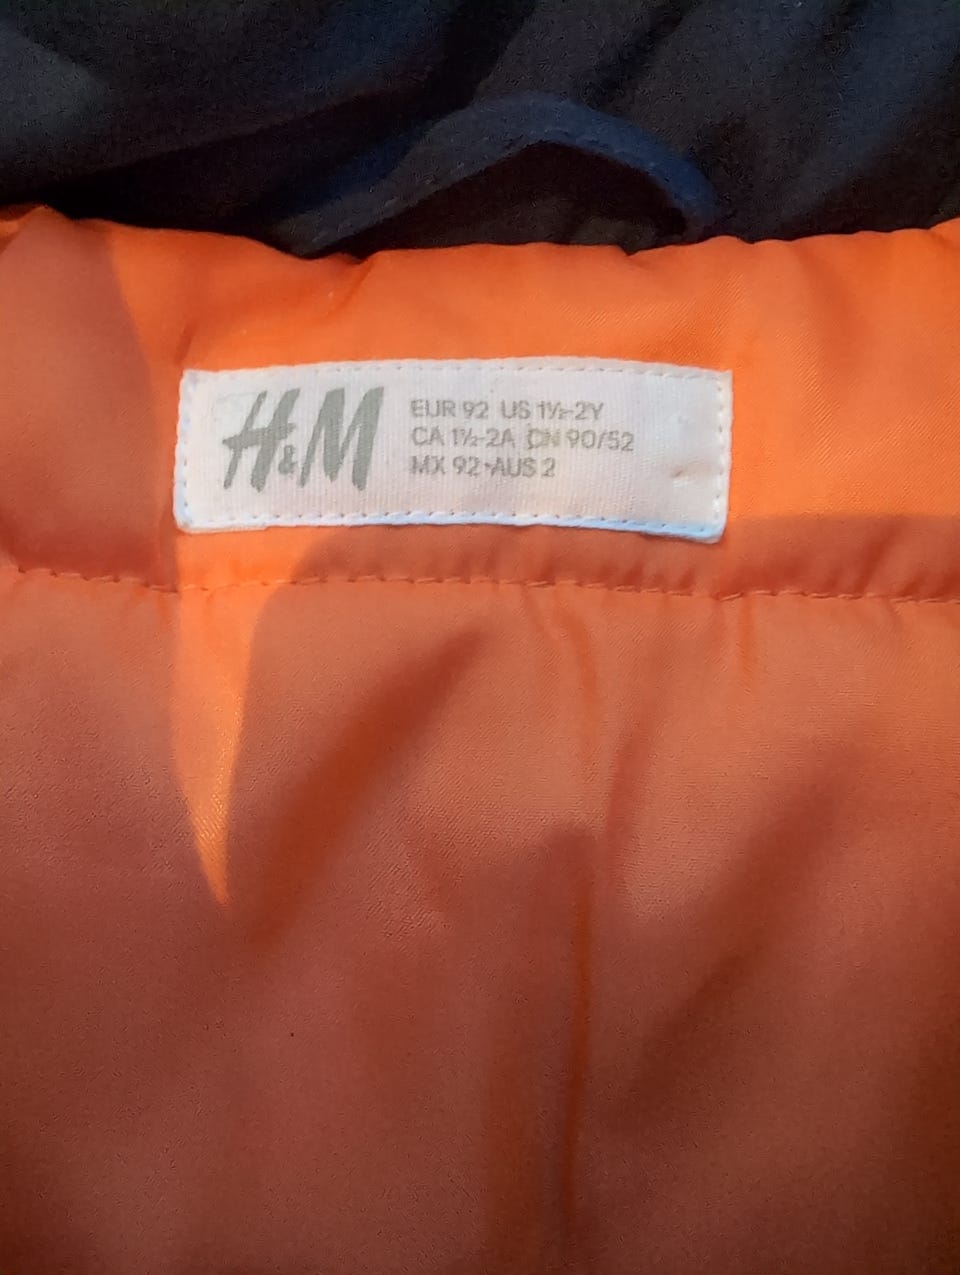 H&M
EUR 92 US 1½-2Y
CA 1½-2A CN 90/52
MX 92 AUS 2